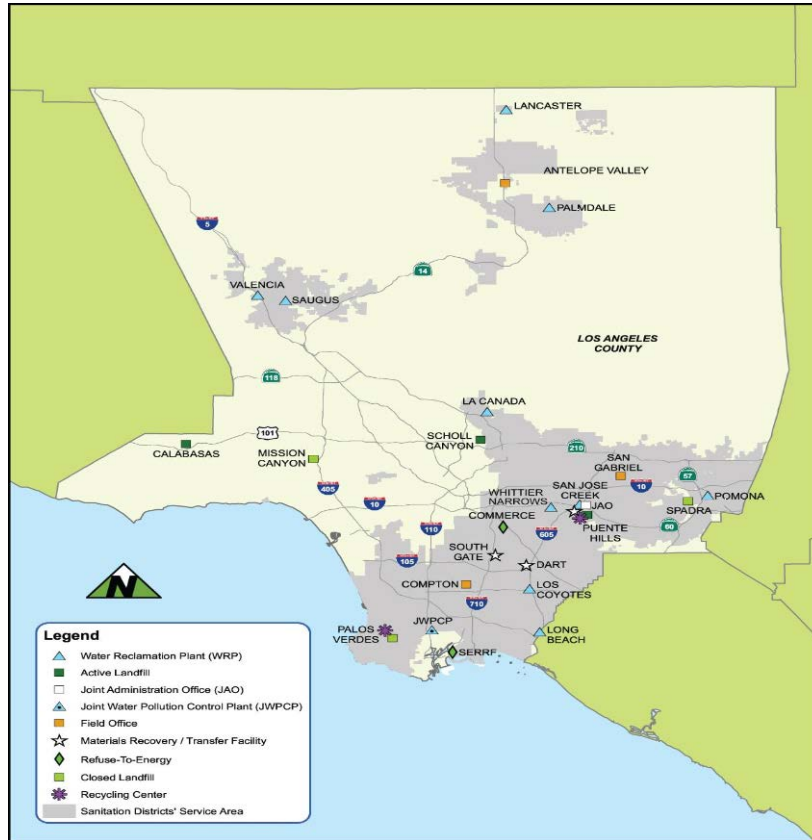 LANCASTER
ANTELOPE VALLEY
PALMDALE
5
14
VALENCIA
SAUGUS
LOS ANGELES
COUNTY
118
LA CANADA
101
CALABASAS
MISSION
CANYON
SCHOLL
CANYON
210
SAN
GABRIEL
57
405
10
10
WHITTIER
NARROWS
SAN JOSE
CREEK
JAO
POMONA
SPADRA
COMMERCE
110
605
PUENTE
HILLS
60
SOUTH
GATE
DART
105
COMPTON
LOS
COYOTES
710
PALOS
VERDES
JWPCP
LONG
BEACH
SERRF
N
Legend
Water Reclamation Plant (WRP)
Active Landfill
Joint Administration Office (JAO)
Joint Water Pollution Control Plant (JWPCP)
Field Office
Materials Recovery / Transfer Facility
Refuse-To-Energy
Closed Landfill
Recycling Center
Sanitation Districts' Service Area